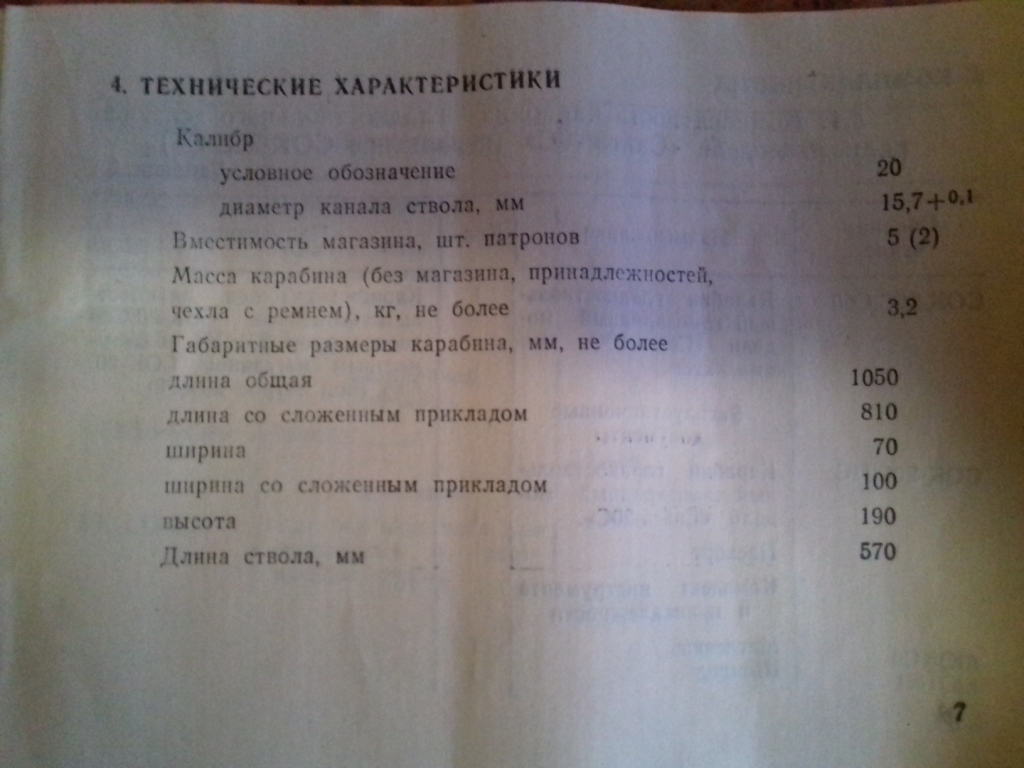 4. ТЕХНИЧЕСКИЕ ХАРАКТЕРИСТИКИ
Калибр
условное обозначение 20
диаметр канала ствола, мм 15,7+0,1
Вместимость магазина, шт. патронов 5 (2)
Масса карабина (без магазина, принадлежностей,
чехла с ремнем), кг, не более 3,2
Габаритные размеры карабина, мм, не более
длина общая 1050
длина со сложенным прикладом 810
ширина 70
ширина со сложенным прикладом 100
высота 190
Длина ствола, мм 570
7